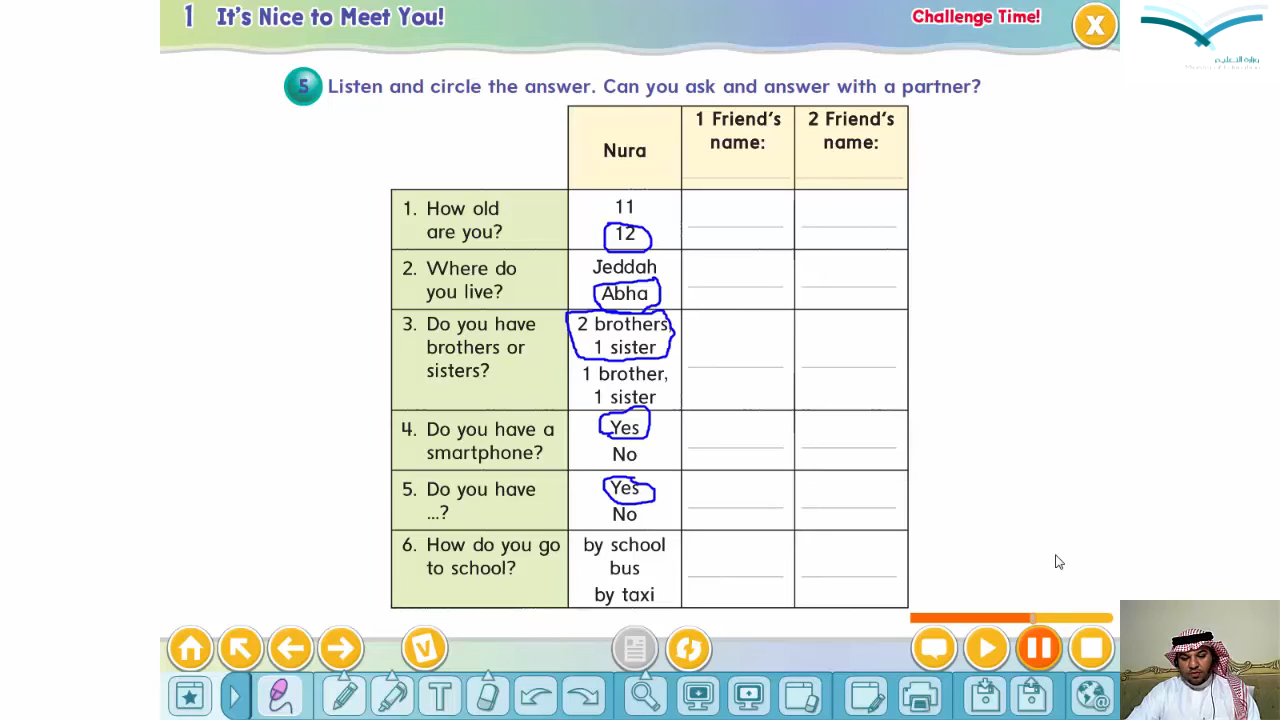 1 It's Nice to Meet You!
Challenge Time!
X
وزارة التعليم
5 Listen and circle the answer. Can you ask and answer with a partner?
Nura
1 Friend's
name:
2 Friend's
name:
1. How old
are you?
11
12
2. Where do
you live?
Jeddah
Abha
3. Do you have
brothers or
sisters?
2 brothers,
1 sister
1 brother,
1 sister
4. Do you have a
smartphone?
Yes
No
5. Do you have
...?
Yes
No
6. How do you go
to school?
by school
bus
by taxi
V
T
@